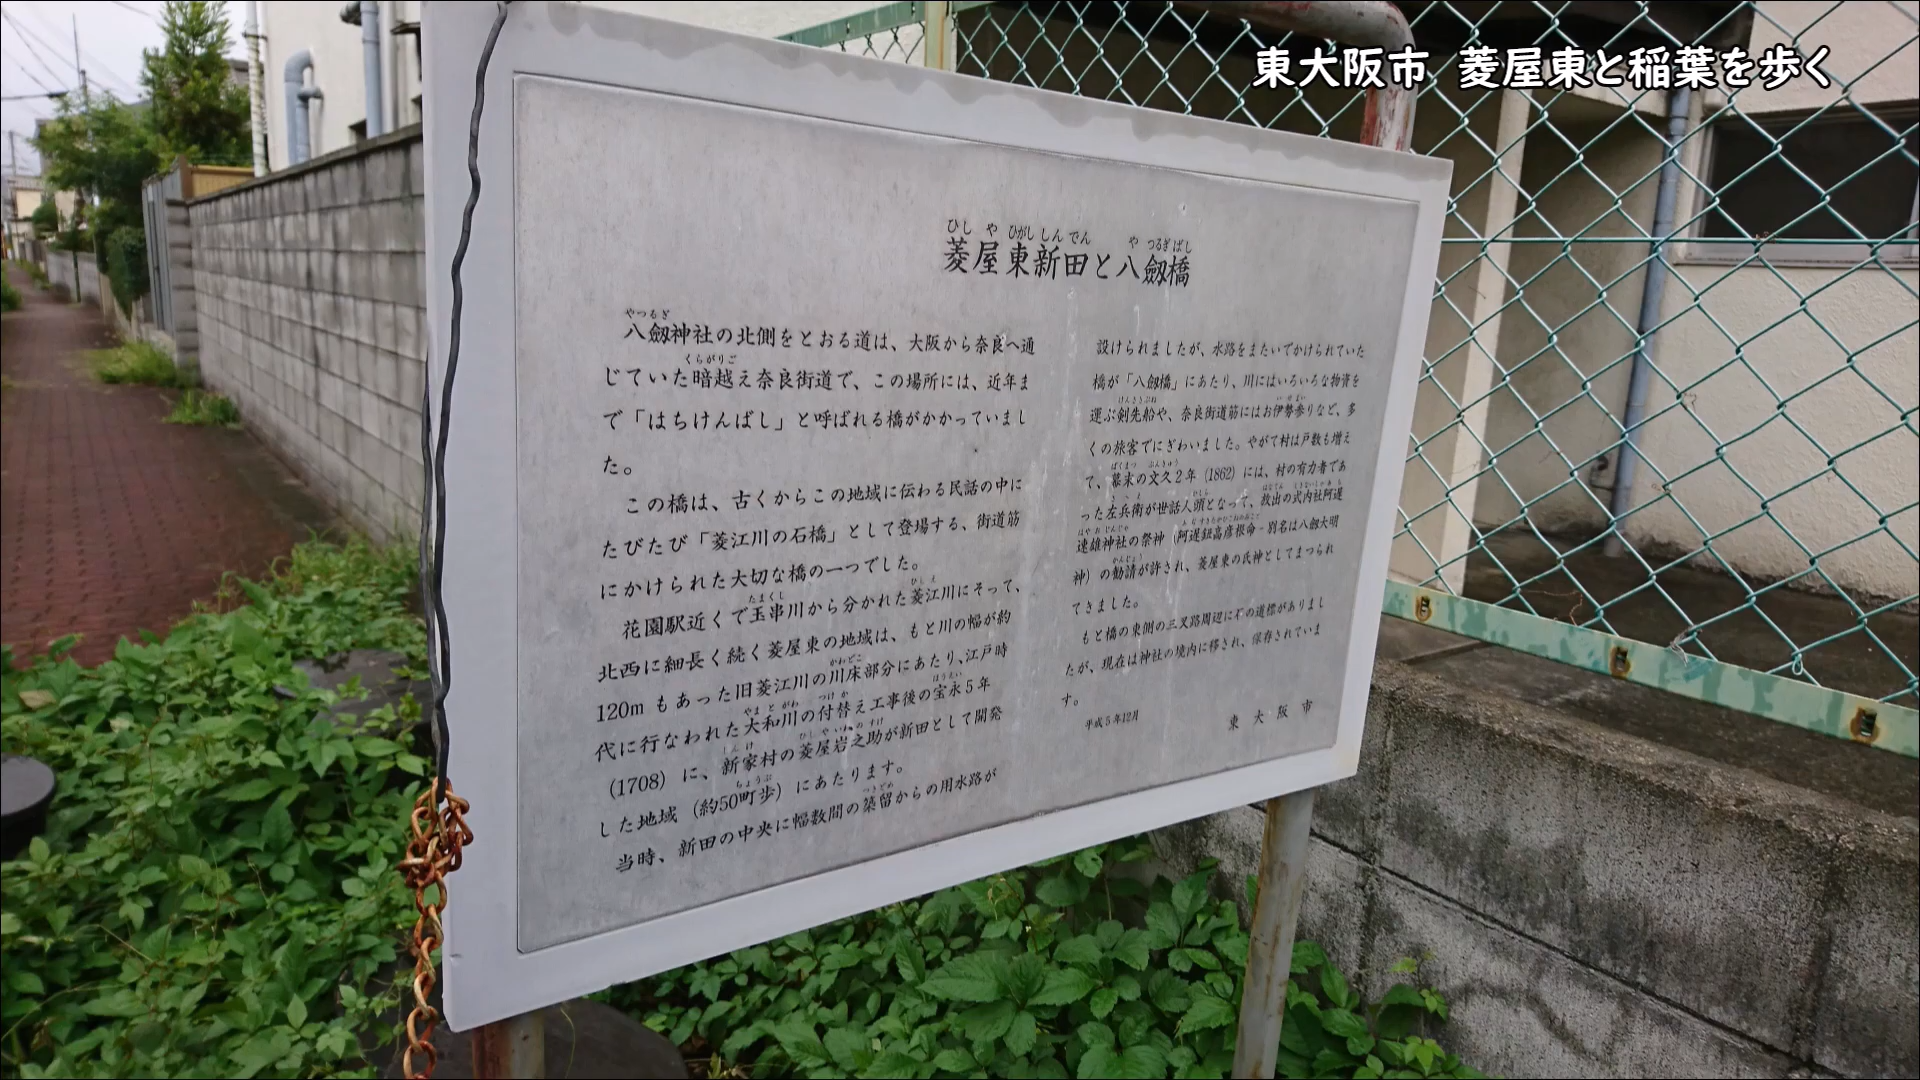 東大阪市 菱屋東と稲葉を歩く
ひし や ひがししんでん や つるぎばし
菱屋東新田と八劔橋
やつるぎ
八劔神社の北側をとおる道は、大阪から奈良へ通
くらがりご
じていた暗越え奈良街道で、この場所には、近年ま
で「はちけんばし」と呼ばれる橋がかかっていまし
た。
この橋は、古くからこの地域に伝わる民話の中に
たびたび「菱江川の石橋」として登場する、街道筋
にかけられた大切な橋の一つでした。
たまくし ひしえ
花園駅近くで玉串川から分かれた菱江川にそって、
北西に細長く続く菱屋東の地域は、もと川の幅が約
かわどこ
120mもあった旧菱江川の川床部分にあたり、江戸時
やまとがわ つけか ほうえい
代に行なわれた大和川の付替え工事後の宝永5年
しんけ ひしやいわのすけ
(1708)に、新家村の菱屋岩之助が新田として開発
ちょうぶ
した地域(約50町歩)にあたります。
つきどめ
当時、新田の中央に幅数間の築留からの用水路が
設けられましたが、水路をまたいでかけられていた
橋が「八劔橋」にあたり、川にはいろいろな物資を
けんさきぶね いせまい
運ぶ剣先船や、奈良街道筋にはお伊勢参りなど、多
くの旅客でにぎわいました。やがて村は戸数も増え
ばくまつ ぶんきゅう
て、幕末の文久2年(1862)には、村の有力者であ
った左兵衛が世話人頭となって、放出の式内社阿遅
はやおじんじゃ
速雄神社の祭神(阿遅鉏高彦根命-別名は八劔大明
かんじょう
神)の勧請が許され、菱屋東の氏神としてまつられ
てきました。
もと橋の東側の三叉路周辺に石の道標がありまし
たが、現在は神社の境内に移され、保存されていま
す。
平成5年12月 東大阪市